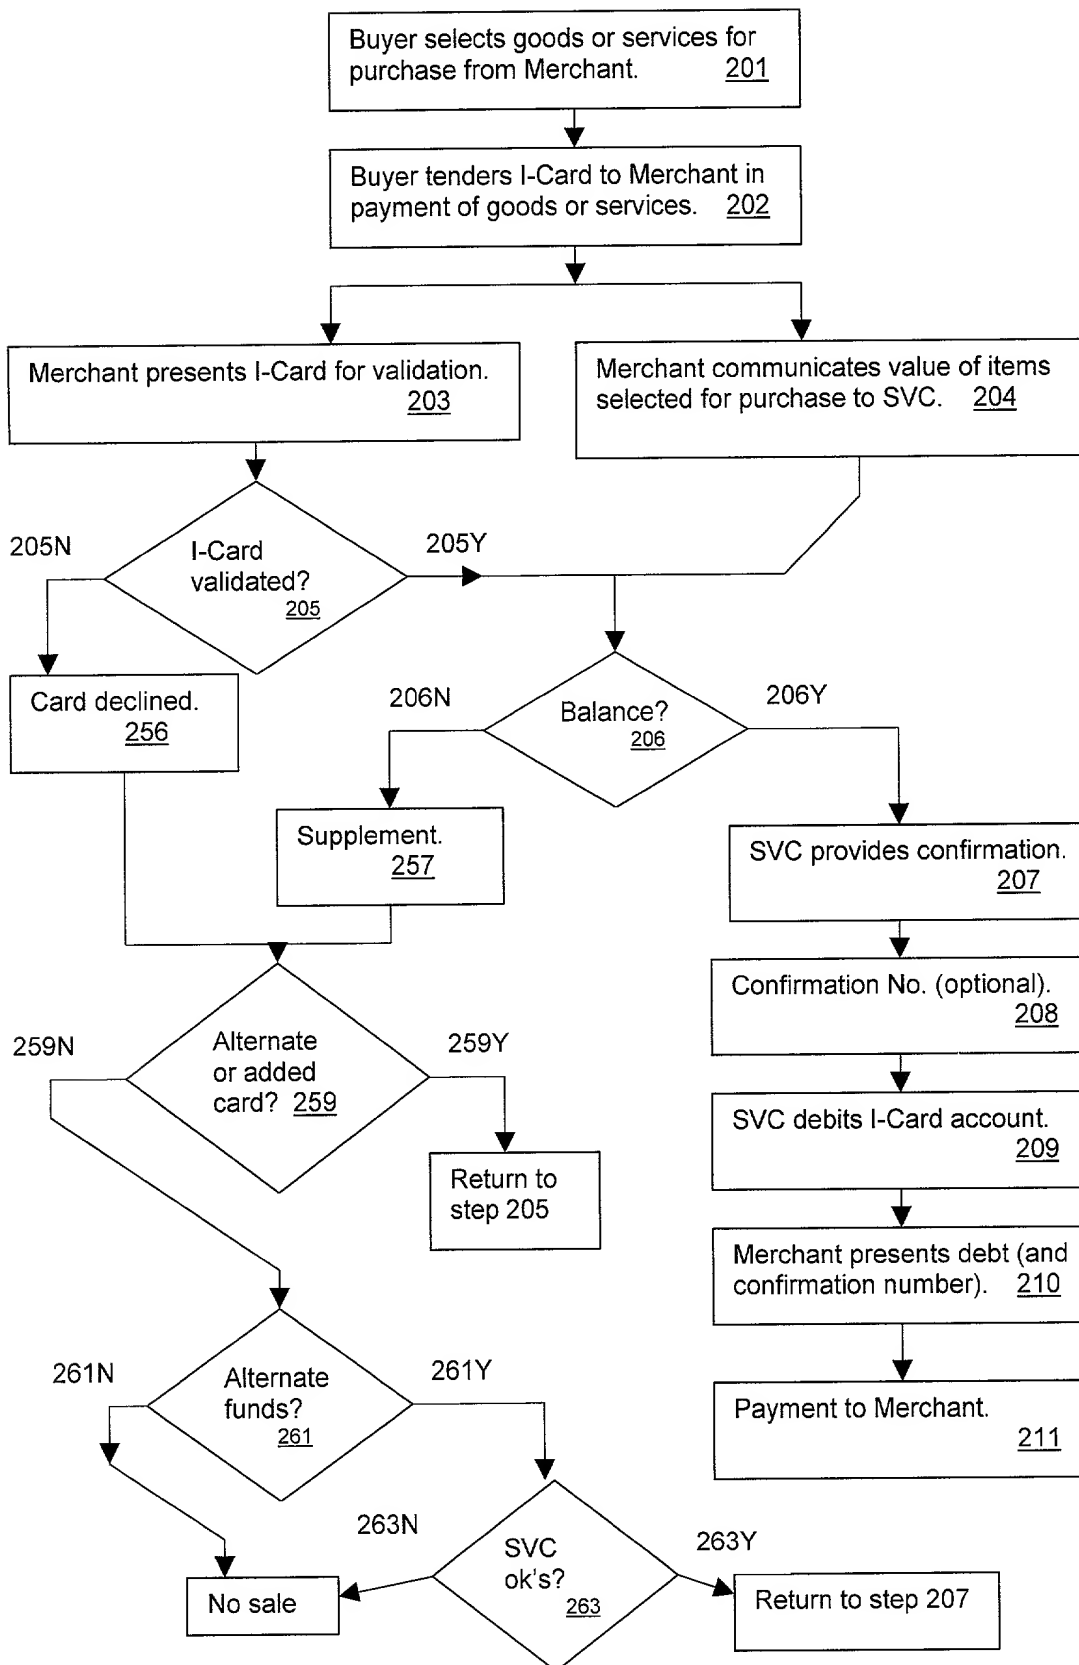 Buyer selects goods or services for
purchase from Merchant. 201
Buyer tenders I-Card to Merchant in
payment of goods or services. 202
Merchant presents I-Card for validation.
203
Merchant communicates value of items
selected for purchase to SVC. 204
205N
I-Card
validated?
205
205Y
Card declined.
256
206N
Balance?
206
206Y
Supplement.
257
SVC provides confirmation.
207
Confirmation No. (optional).
208
259N
Alternate
or added
card? 259
259Y
SVC debits I-Card account.
209
Return to
step 205
Merchant presents debt (and
confirmation number). 210
261N
Alternate
funds?
261
261Y
Payment to Merchant.
211
263N
SVC
ok's?
263
263Y
No sale
Return to step 207